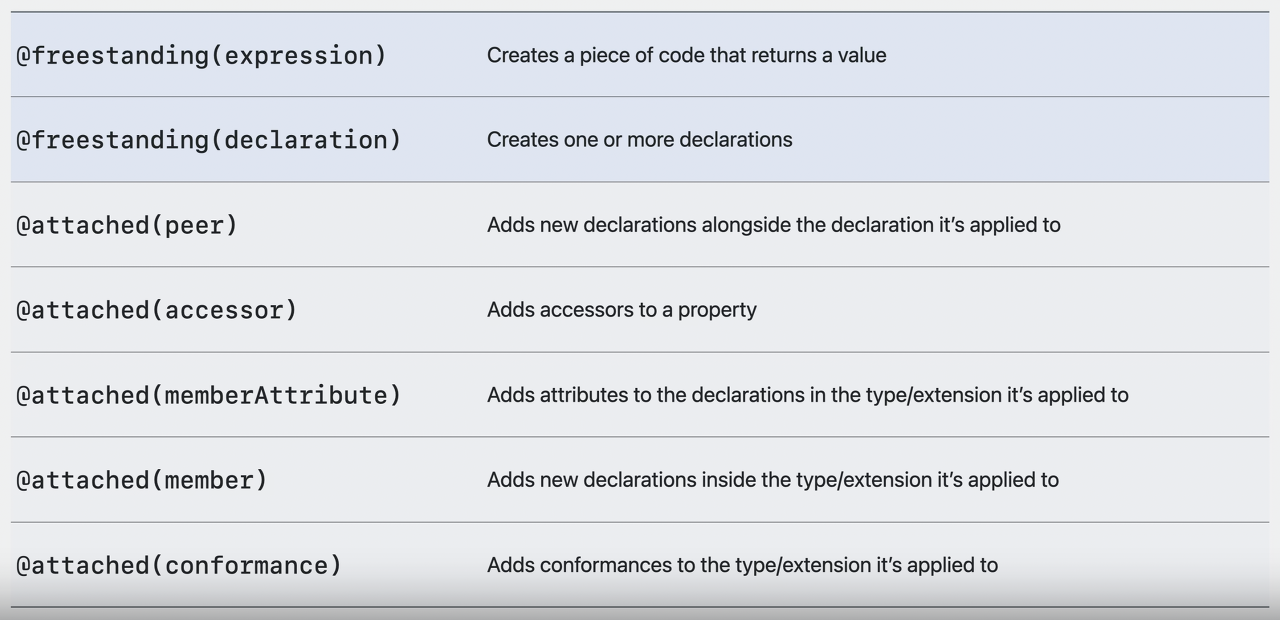 @freestanding(expression) Creates a piece of code that returns a value
@freestanding(declaration) Creates one or more declarations
@attached(peer) Adds new declarations alongside the declaration it’s applied to
@attached(accessor) Adds accessors to a property
@attached(memberAttribute) Adds attributes to the declarations in the type/extension it’s applied to
@attached(member) Adds new declarations inside the type/extension it’s applied to
@attached(conformance) Adds conformances to the type/extension it’s applied to